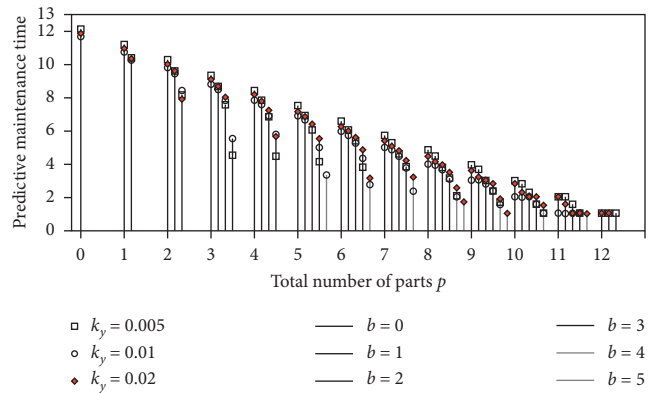 13
12
10
8
6
4
2
0
Predictive maintenance time
0 1 2 3 4 5 6 7 8 9 10 11 12
Total number of parts p
k_y = 0.005
k_y = 0.01
k_y = 0.02
b = 0
b = 1
b = 2
b = 3
b = 4
b = 5